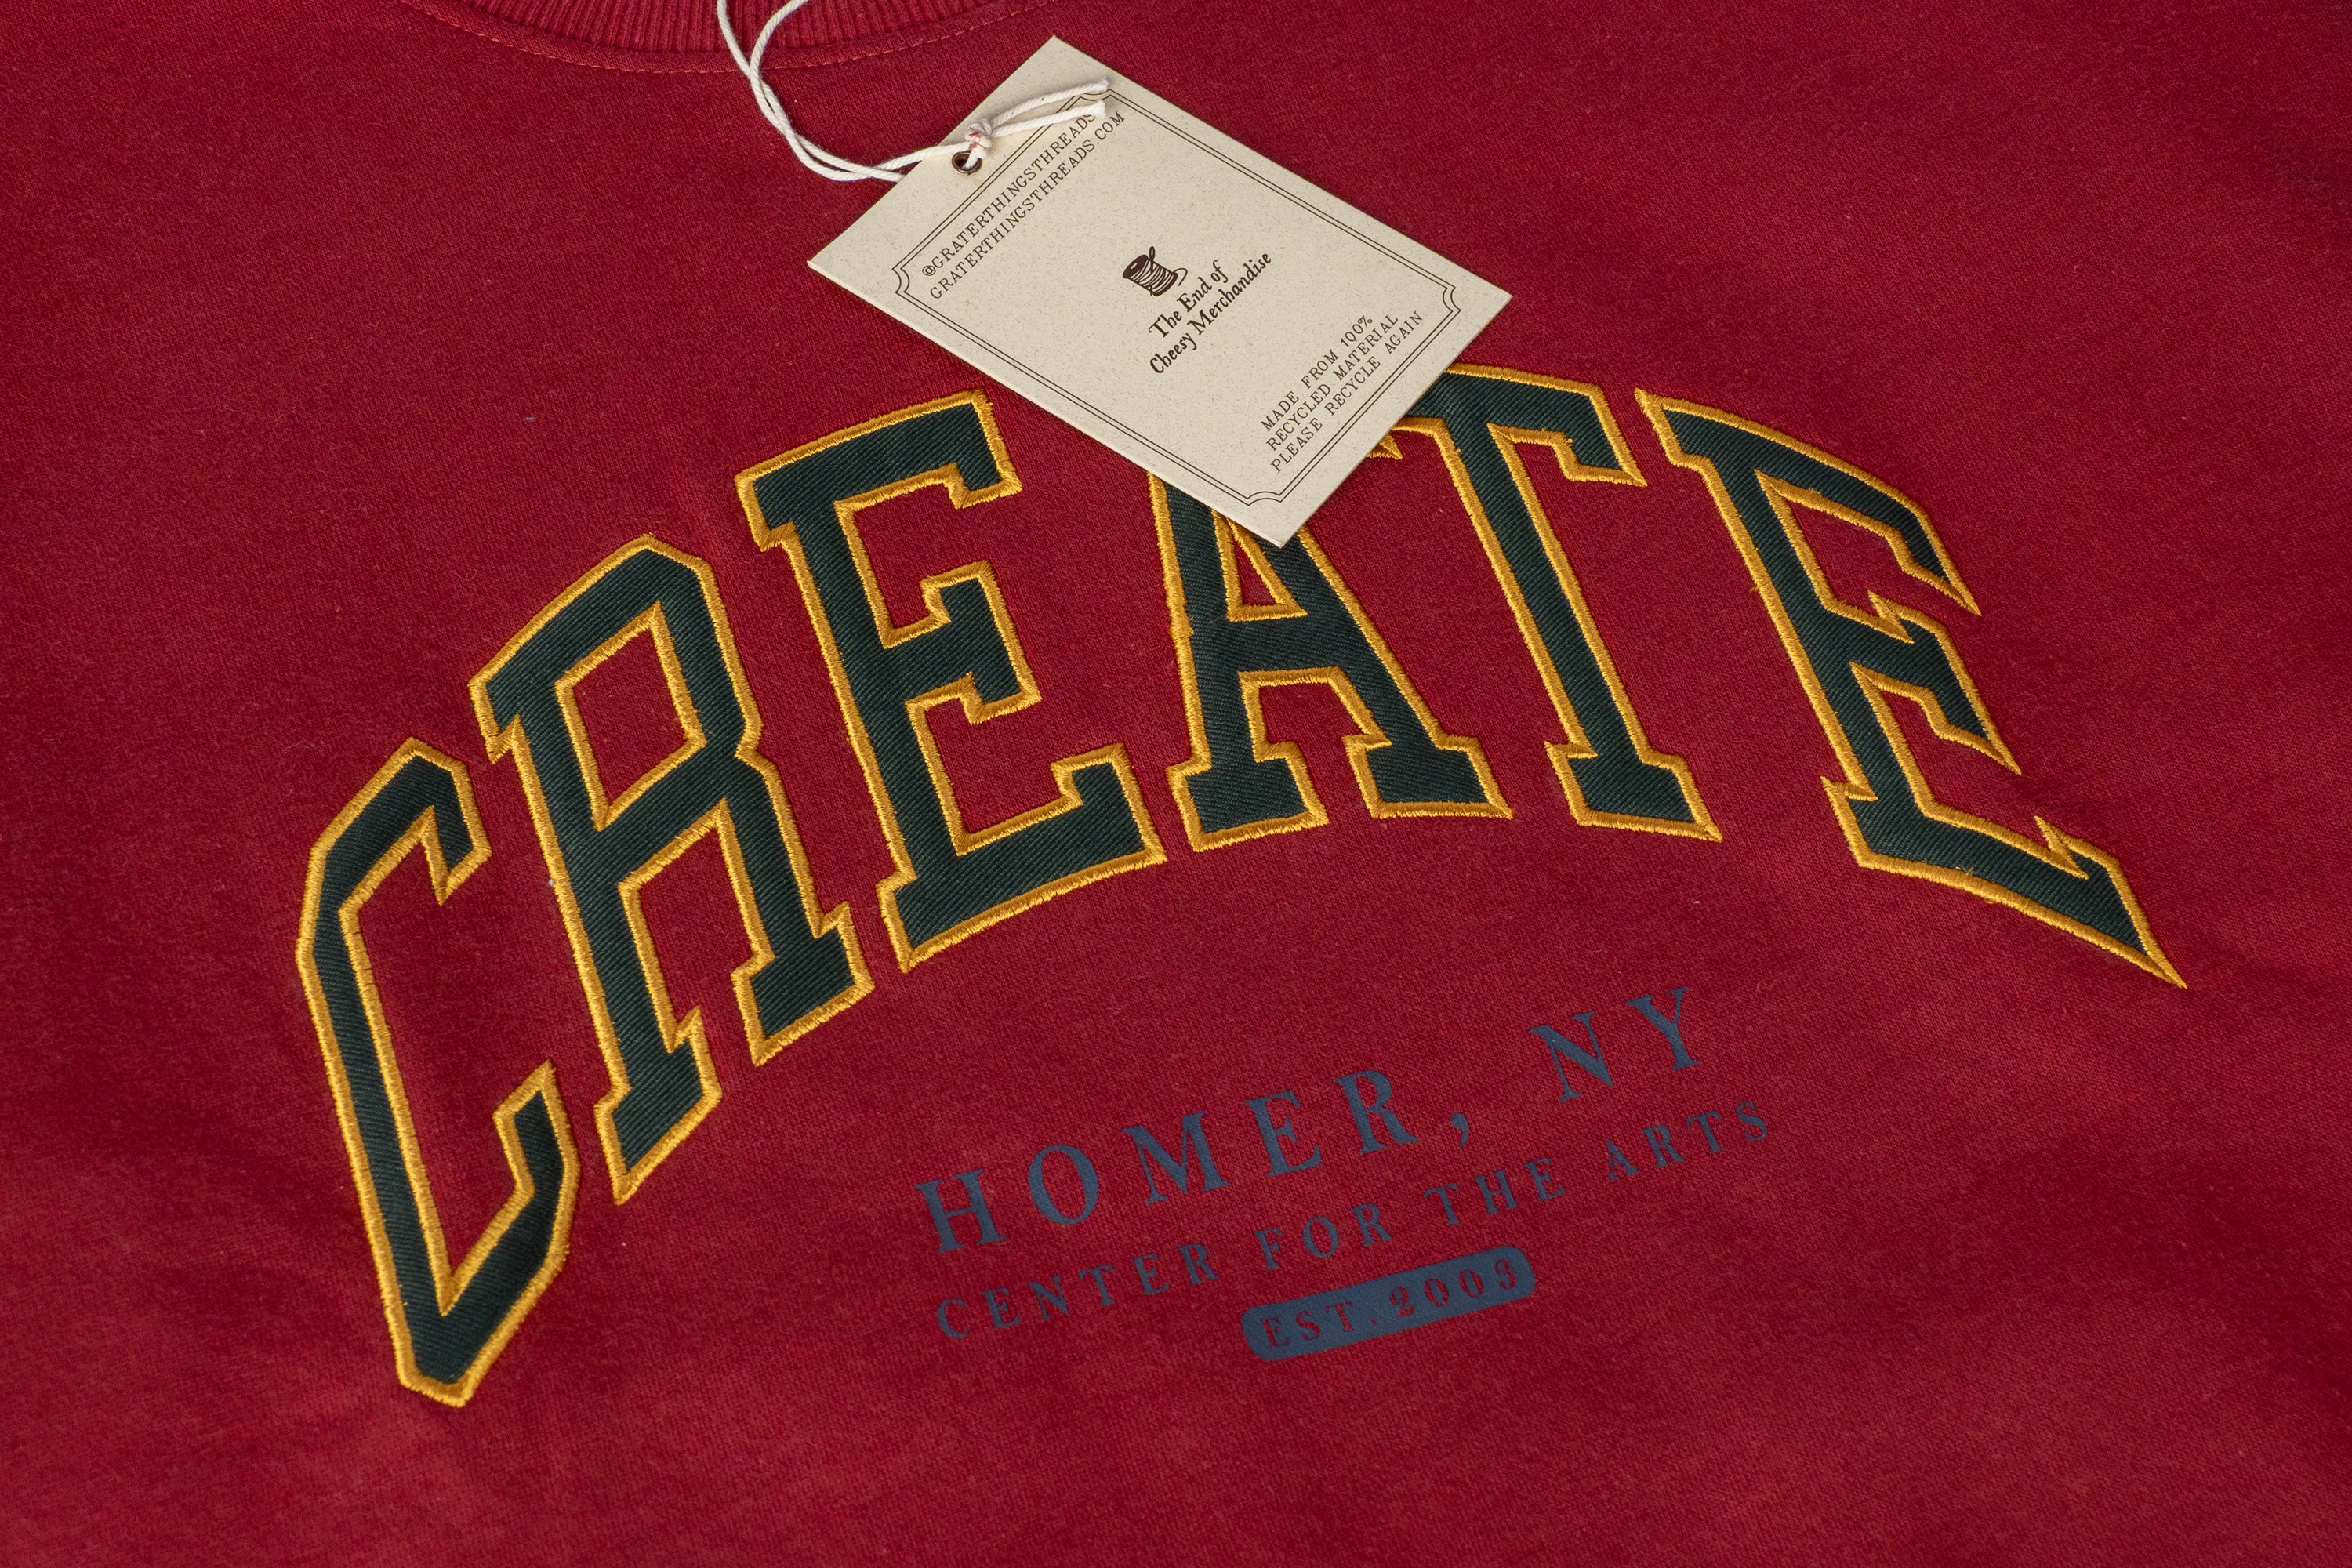 @GRATERTHINGSTHREADS
GRATERTHINGSTHREADS.COM
The End of
Cheesy Merchandise
MADE FROM 100%
RECYCLED MATERIAL
PLEASE RECYCLE AGAIN
CREATE
HOMER, NY
CENTER FOR THE ARTS
EST. 2003